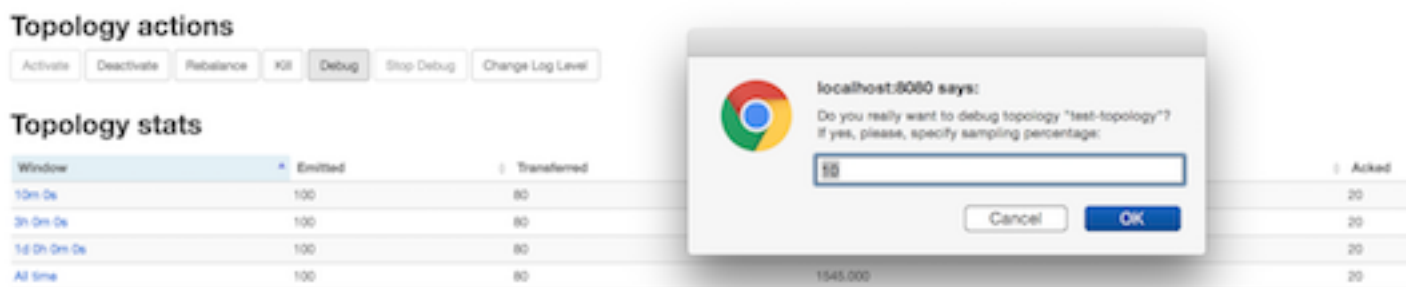 Topology actions
Activate Deactivate Rebalance Kill Debug Stop Debug Change Log Level
localhost:8080 says:
Do you really want to debug topology "test-topology"?
If yes, please, specify sampling percentage:
10
Cancel OK
Topology stats
Window Emitted Transferred Acked
10m 0s 100 80 20
3h 0m 0s 100 80 20
1d 0h 0m 0s 100 80 20
All time 100 80 1545.000 20